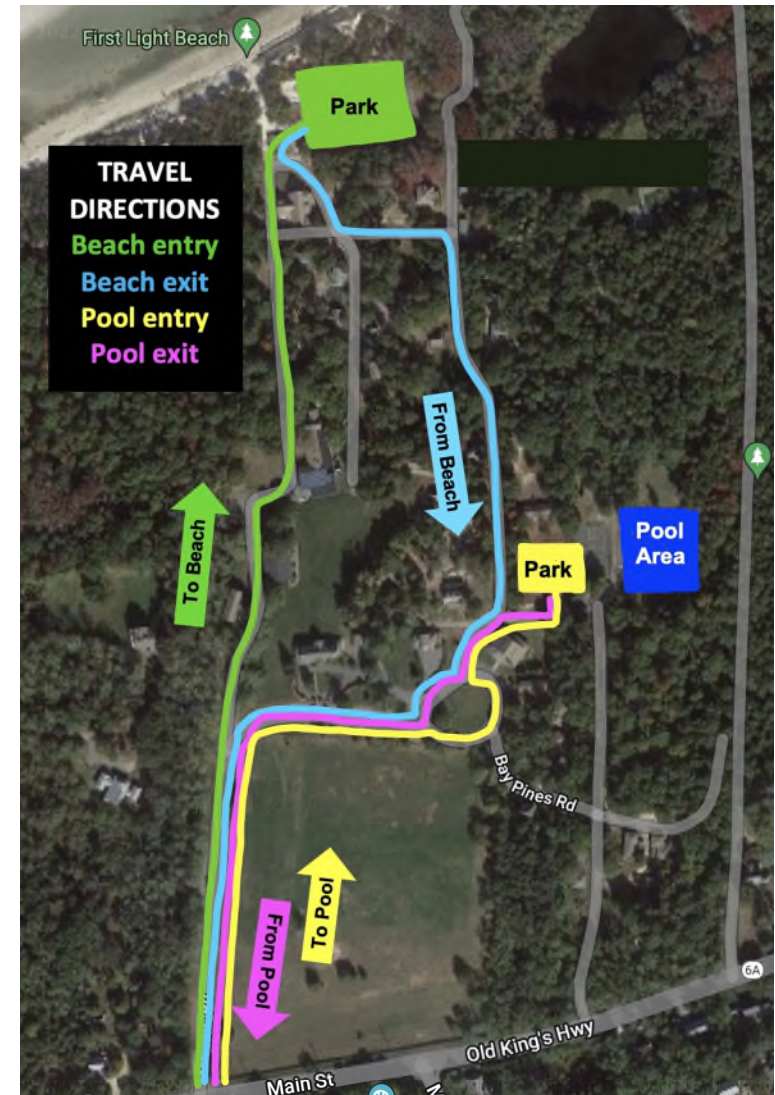 First Light Beach
Park
TRAVEL
DIRECTIONS
Beach entry
Beach exit
Pool entry
Pool exit
From Beach
To Beach
Pool
Area
Park
Bay Pines Rd
To Pool
From Pool
6A
Old King's Hwy
Main St